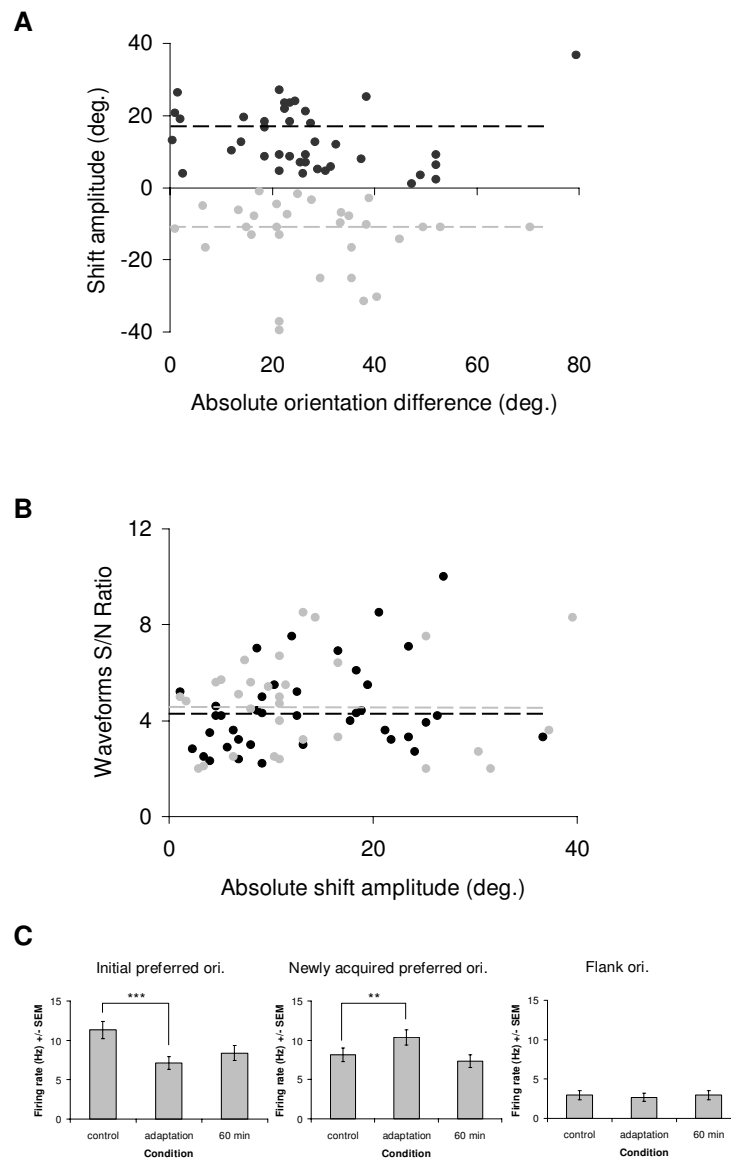 A
40
20
0
-20
-40
Shift amplitude (deg.)
0 20 40 60 80
Absolute orientation difference (deg.)
B
12
8
4
0
Waveforms S/N Ratio
0 20 40
Absolute shift amplitude (deg.)
C
Initial preferred ori.
15
10
5
0
Firing rate (Hz) +/- SEM
***
control adaptation 60 min
Condition
Newly acquired preferred ori.
15
10
5
0
Firing rate (Hz) +/- SEM
**
control adaptation 60 min
Condition
Flank ori.
15
10
5
0
Firing rate (Hz) +/- SEM
control adaptation 60 min
Condition